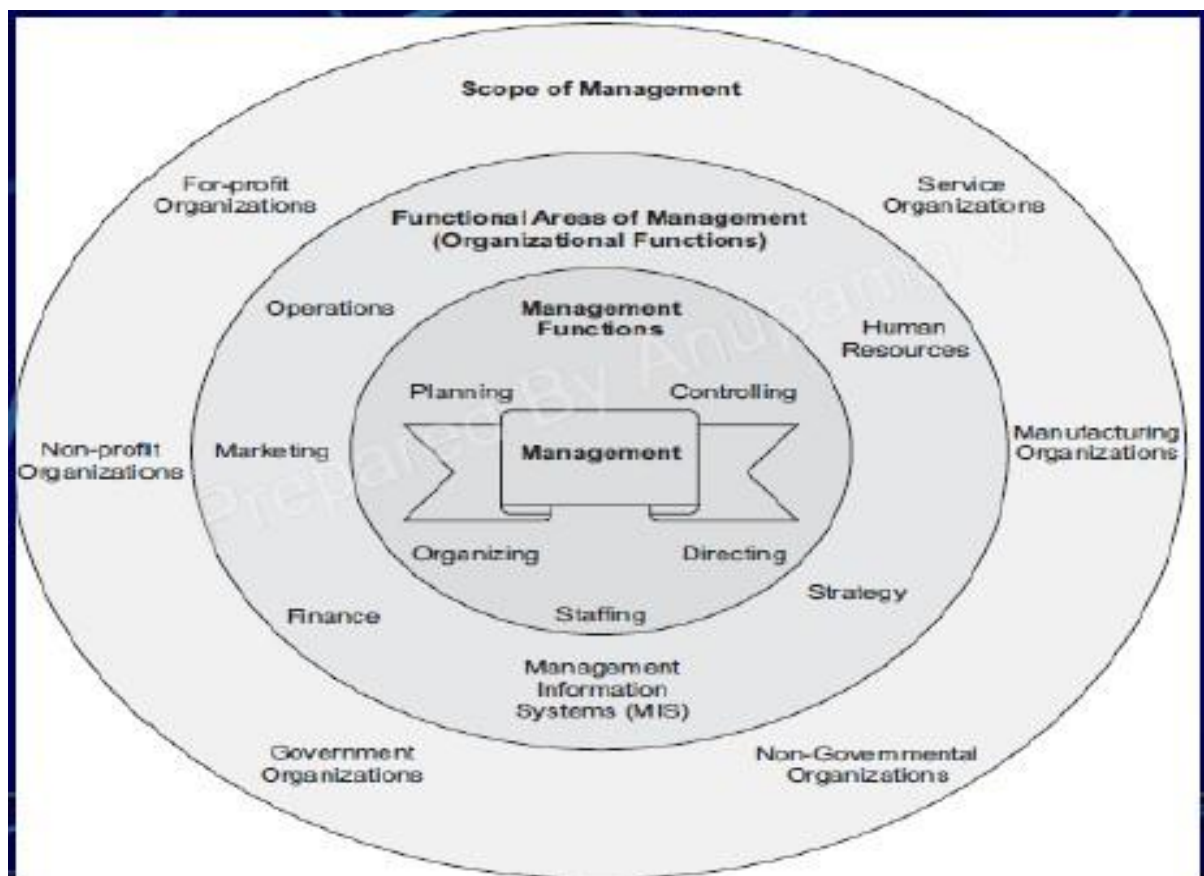 Scope of Management
For-profit
Organizations
Service
Organizations
Functional Areas of Management
(Organizational Functions)
Operations
Management
Functions
Human
Resources
Planning
Controlling
Non-profit
Organizations
Marketing
Management
Manufacturing
Organizations
Organizing
Directing
Strategy
Finance
Staffing
Management
Information
Systems (MIS)
Government
Organizations
Non-Governmental
Organizations
Prepared By